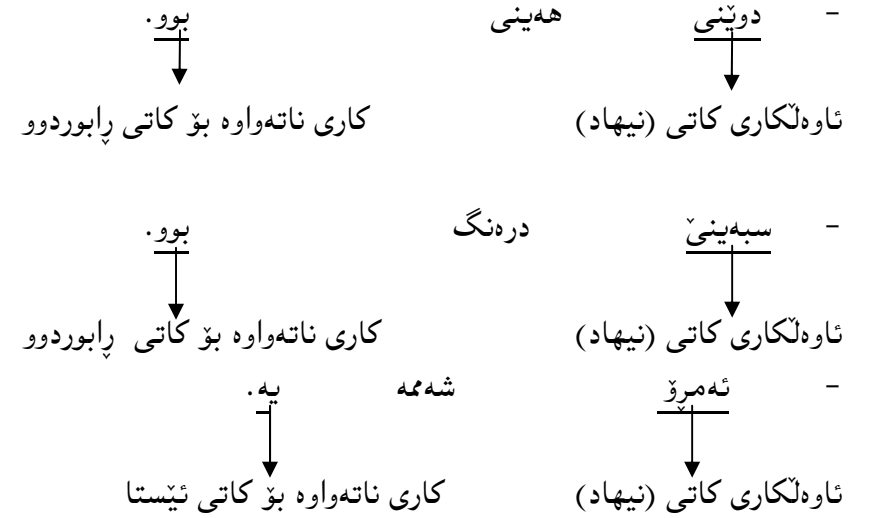 - دوێنی هەینی بوو.
ئاوەڵکاری کاتی (نیهاد) کاری ناتەواوە بۆ کاتی ڕابوردوو
- سبەینێ درەنگ بوو.
ئاوەڵکاری کاتی (نیهاد) کاری ناتەواوە بۆ کاتی ڕابوردوو
- ئەمڕۆ شەممە یە.
ئاوەڵکاری کاتی (نیهاد) کاری ناتەواوە بۆ کاتی ئێستا